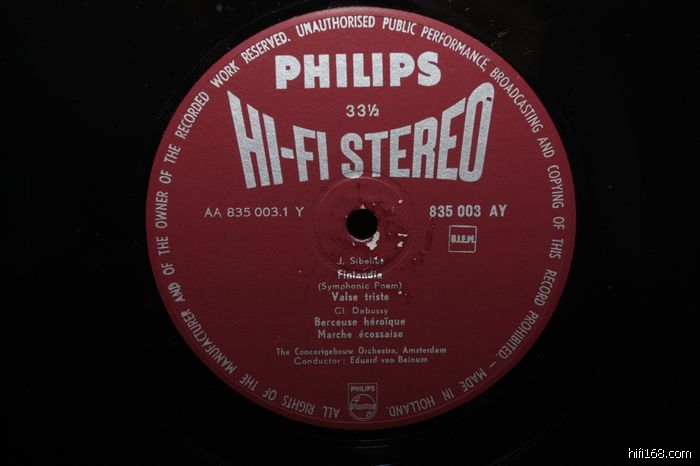 ALL RIGHTS OF THE MANUFACTURER AND OF THE OWNER OF THE RECORDED WORK RESERVED. UNAUTHORISED PUBLIC PERFORMANCE, BROADCASTING AND COPYING OF THIS RECORD PROHIBITED. – MADE IN HOLLAND.
PHILIPS
33⅓
HI-FI STEREO
AA 835 003.1 Y
835 003 AY
B.I.E.M.
J. Sibelius
Finlandia
(Symphonic Poem)
Valse triste
Cl. Debussy
Berceuse héroïque
Marche écossaise
The Concertgebouw Orchestra, Amsterdam
Conductor: Eduard van Beinum
PHILIPS
hifi168.com